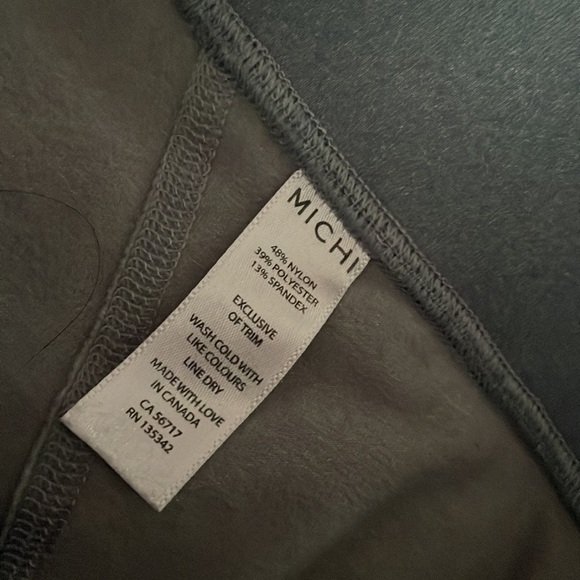 MICHI
48% NYLON
39% POLYESTER
13% SPANDEX
EXCLUSIVE
OF TRIM
WASH COLD WITH
LIKE COLOURS
LINE DRY
MADE WITH LOVE
IN CANADA
CA 56717
RN 135342